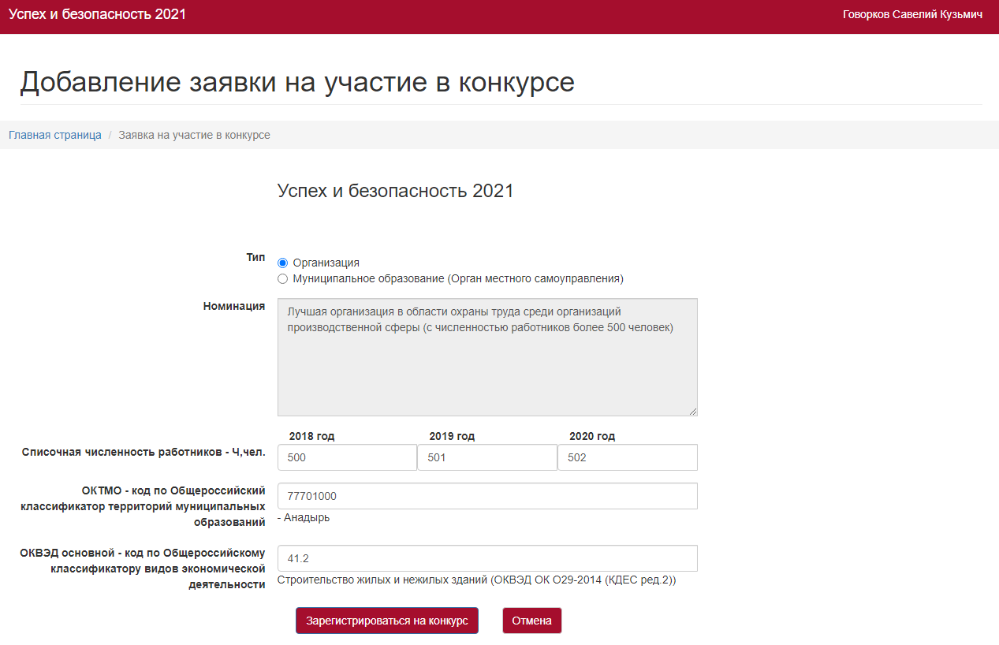 Успех и безопасность 2021
Говорков Савелий Кузьмич
Добавление заявки на участие в конкурсе
Главная страница / Заявка на участие в конкурсе
Успех и безопасность 2021
Тип
Организация
Муниципальное образование (Орган местного самоуправления)
Номинация
Лучшая организация в области охраны труда среди организаций
производственной сферы (с численностью работников более 500 человек)
2018 год 2019 год 2020 год
Списочная численность работников - Ч,чел.
500 501 502
ОКТМО - код по Общероссийский
классификатор территорий муниципальных
образований
77701000
- Анадырь
ОКВЭД основной - код по Общероссийскому
классификатору видов экономической
деятельности
41.2
Строительство жилых и нежилых зданий (ОКВЭД ОК О29-2014 (КДЕС ред.2))
Зарегистрироваться на конкурс Отмена